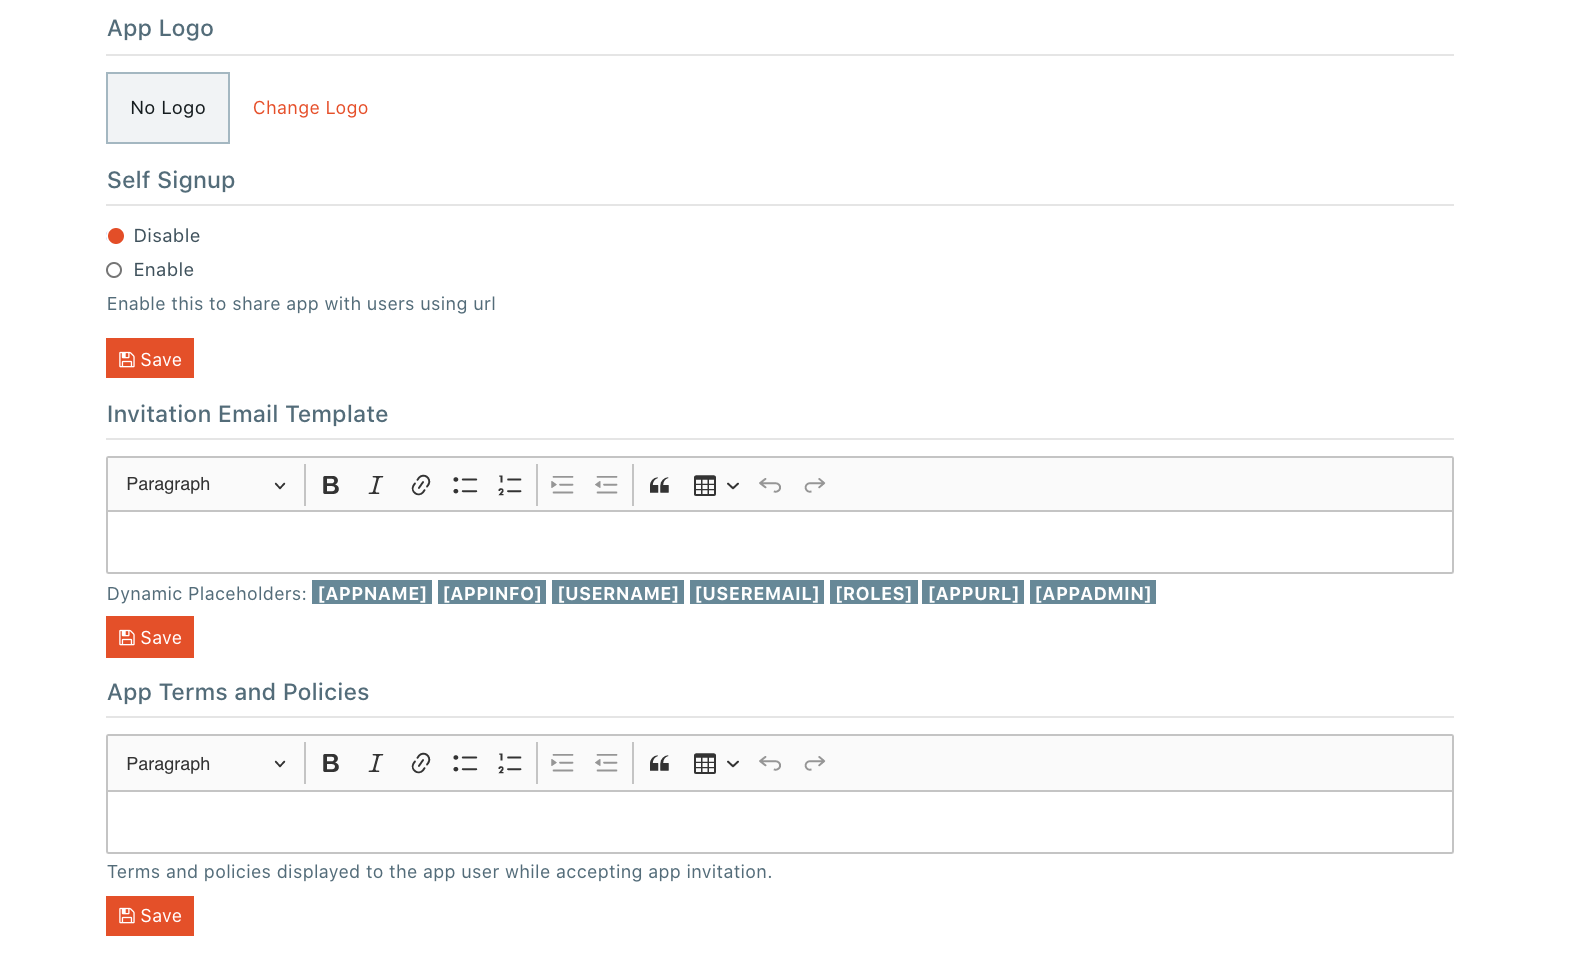 App Logo
No Logo Change Logo
Self Signup
Disable
Enable
Enable this to share app with users using url
Save
Invitation Email Template
Paragraph
Dynamic Placeholders: [APPNAME] [APPINFO] [USERNAME] [USEREMAIL] [ROLES] [APPURL] [APPADMIN]
Save
App Terms and Policies
Paragraph
Terms and policies displayed to the app user while accepting app invitation.
Save